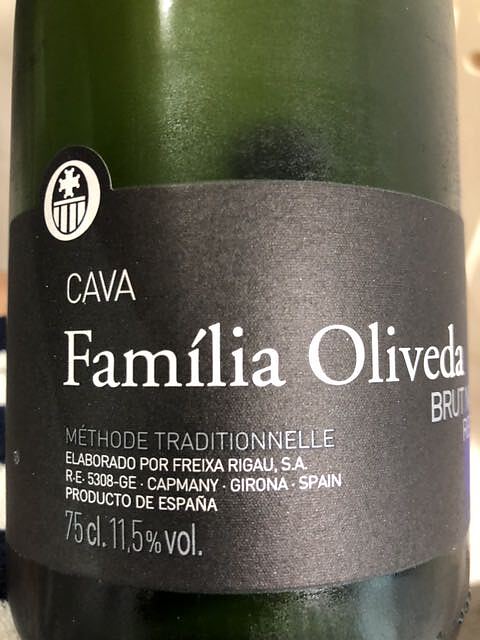 CAVA
Família Oliveda
BRUT
MÉTHODE TRADITIONNELLE
ELABORADO POR FREIXA RIGAU, S.A.
R·E· 5308-GE · CAPMANY · GIRONA · SPAIN
PRODUCTO DE ESPAÑA
75 cl. 11,5% vol.